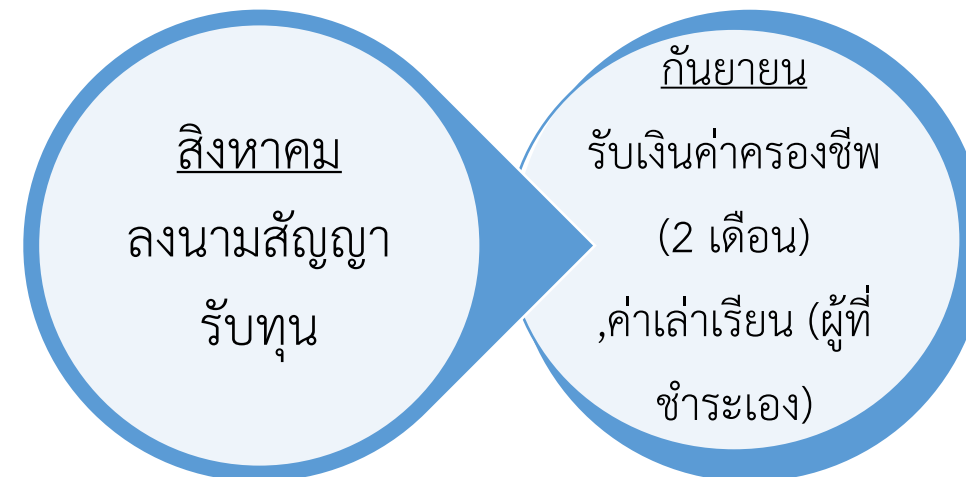 สิงหาคม
ลงนามสัญญา
รับทุน
กันยายน
รับเงินค่าครองชีพ
(2 เดือน)
,ค่าเล่าเรียน (ผู้ที่
ชำระเอง)